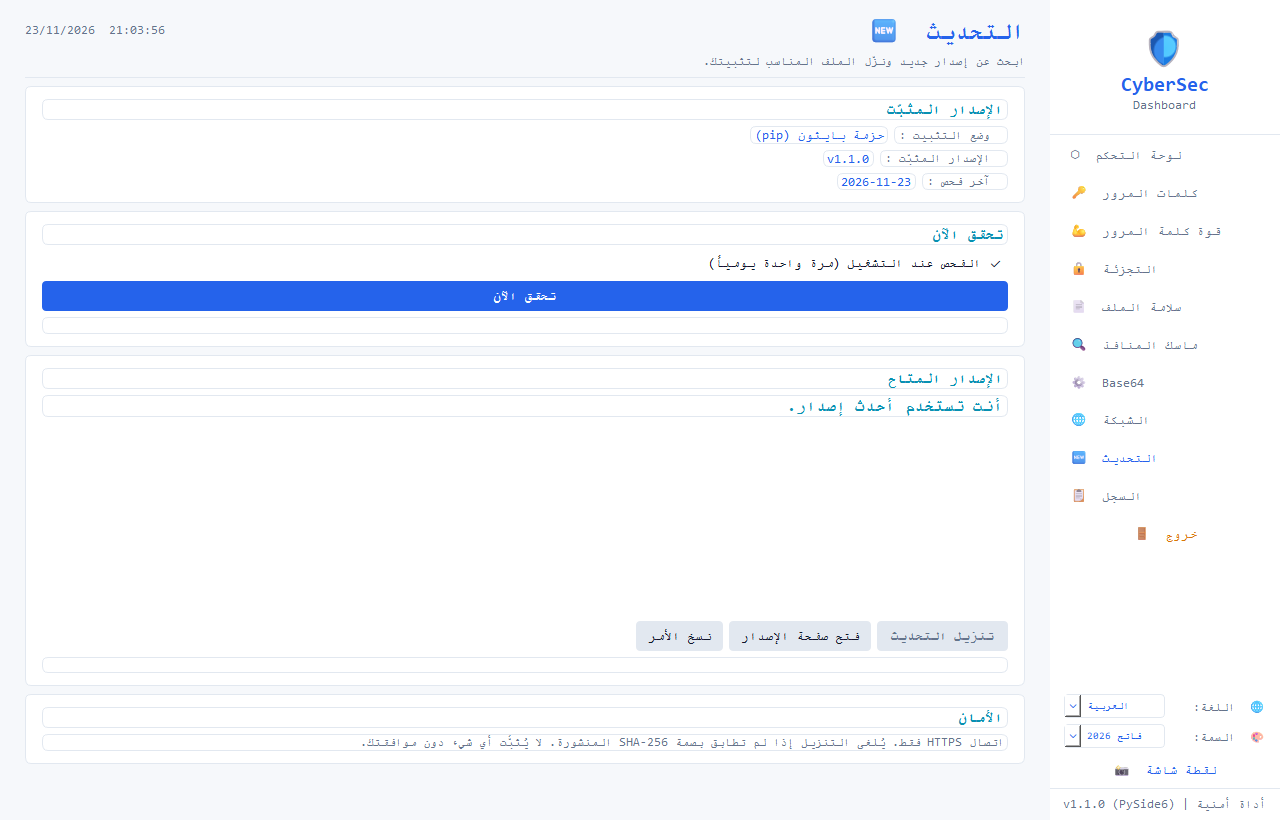 التحديث
23/11/2026 21:03:56
ابحث عن إصدار جديد ونزّل الملف المناسب لتثبيتك.
الإصدار المثبّت
وضع التثبيت : حزمة بايثون (pip)
الإصدار المثبّت : v1.1.0
آخر فحص : 2026-11-23
تحقق الآن
الفحص عند التشغيل (مرة واحدة يومياً)
تحقق الآن
الإصدار المتاح
أنت تستخدم أحدث إصدار.
تنزيل التحديث
فتح صفحة الإصدار
نسخ الأمر
الأمان
اتصال HTTPS فقط. يُلغى التنزيل إذا لم تطابق بصمة SHA-256 المنشورة. لا يُثبَّت أي شيء دون موافقتك.
CyberSec
Dashboard
لوحة التحكم
كلمات المرور
قوة كلمة المرور
التجزئة
سلامة الملف
ماسك المنافذ
Base64
الشبكة
التحديث
السجل
خروج
اللغة: العربية
السمة: فاتح 2026
لقطة شاشة
أداة أمنية | v1.1.0 (PySide6)